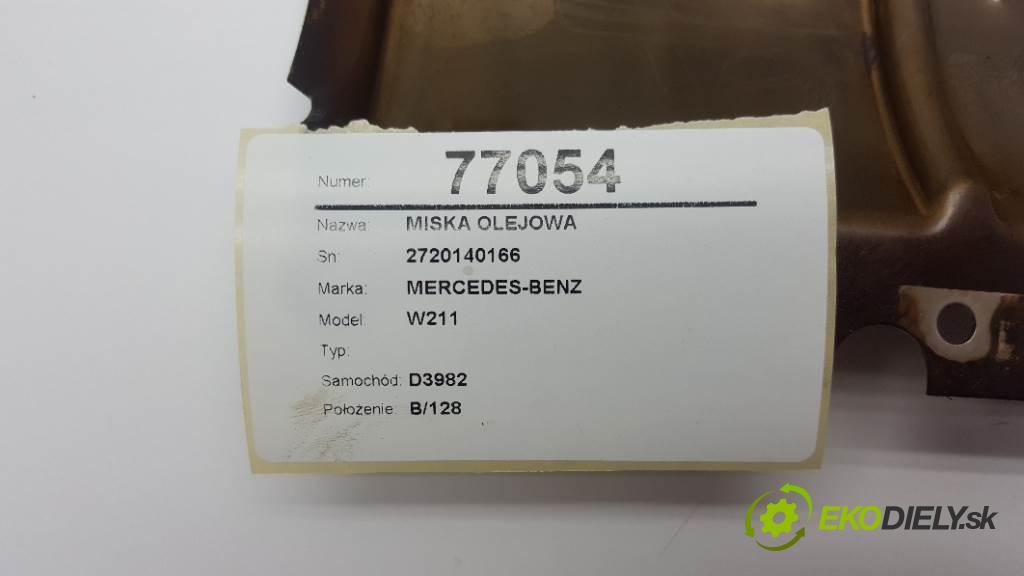 Numer: 77054
Nazwa: MISKA OLEJOWA
Sn: 2720140166
Marka: MERCEDES-BENZ
Model: W211
Typ:
Samochód: D3982
Położenie: B/128
EKODIELY.sk